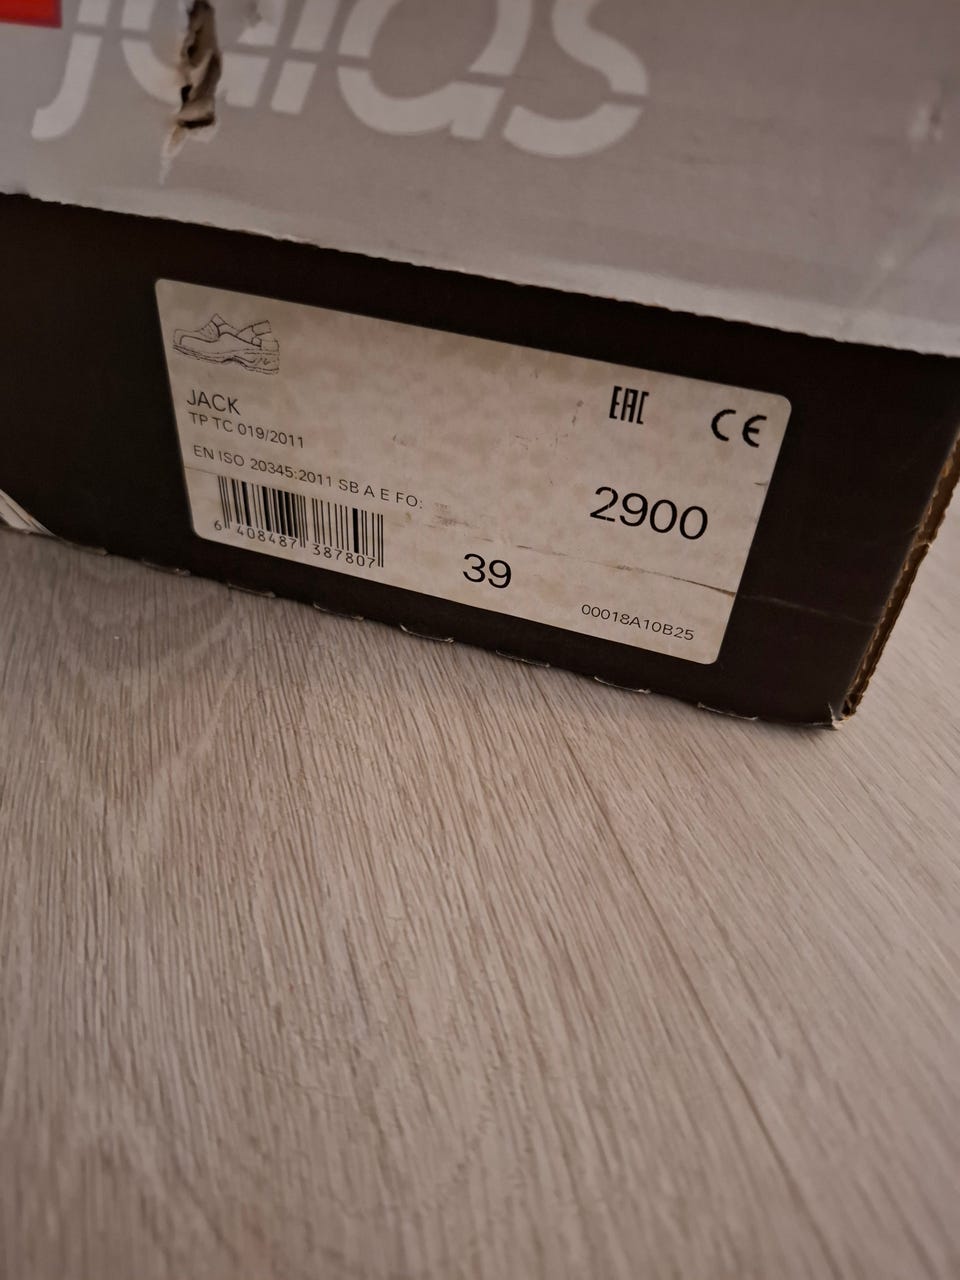 jalas
EAC CE
JACK
TP TC 019/2011
EN ISO 20345:2011 SB A E FO:
2900
6 408487 387807
39
00018A10B25